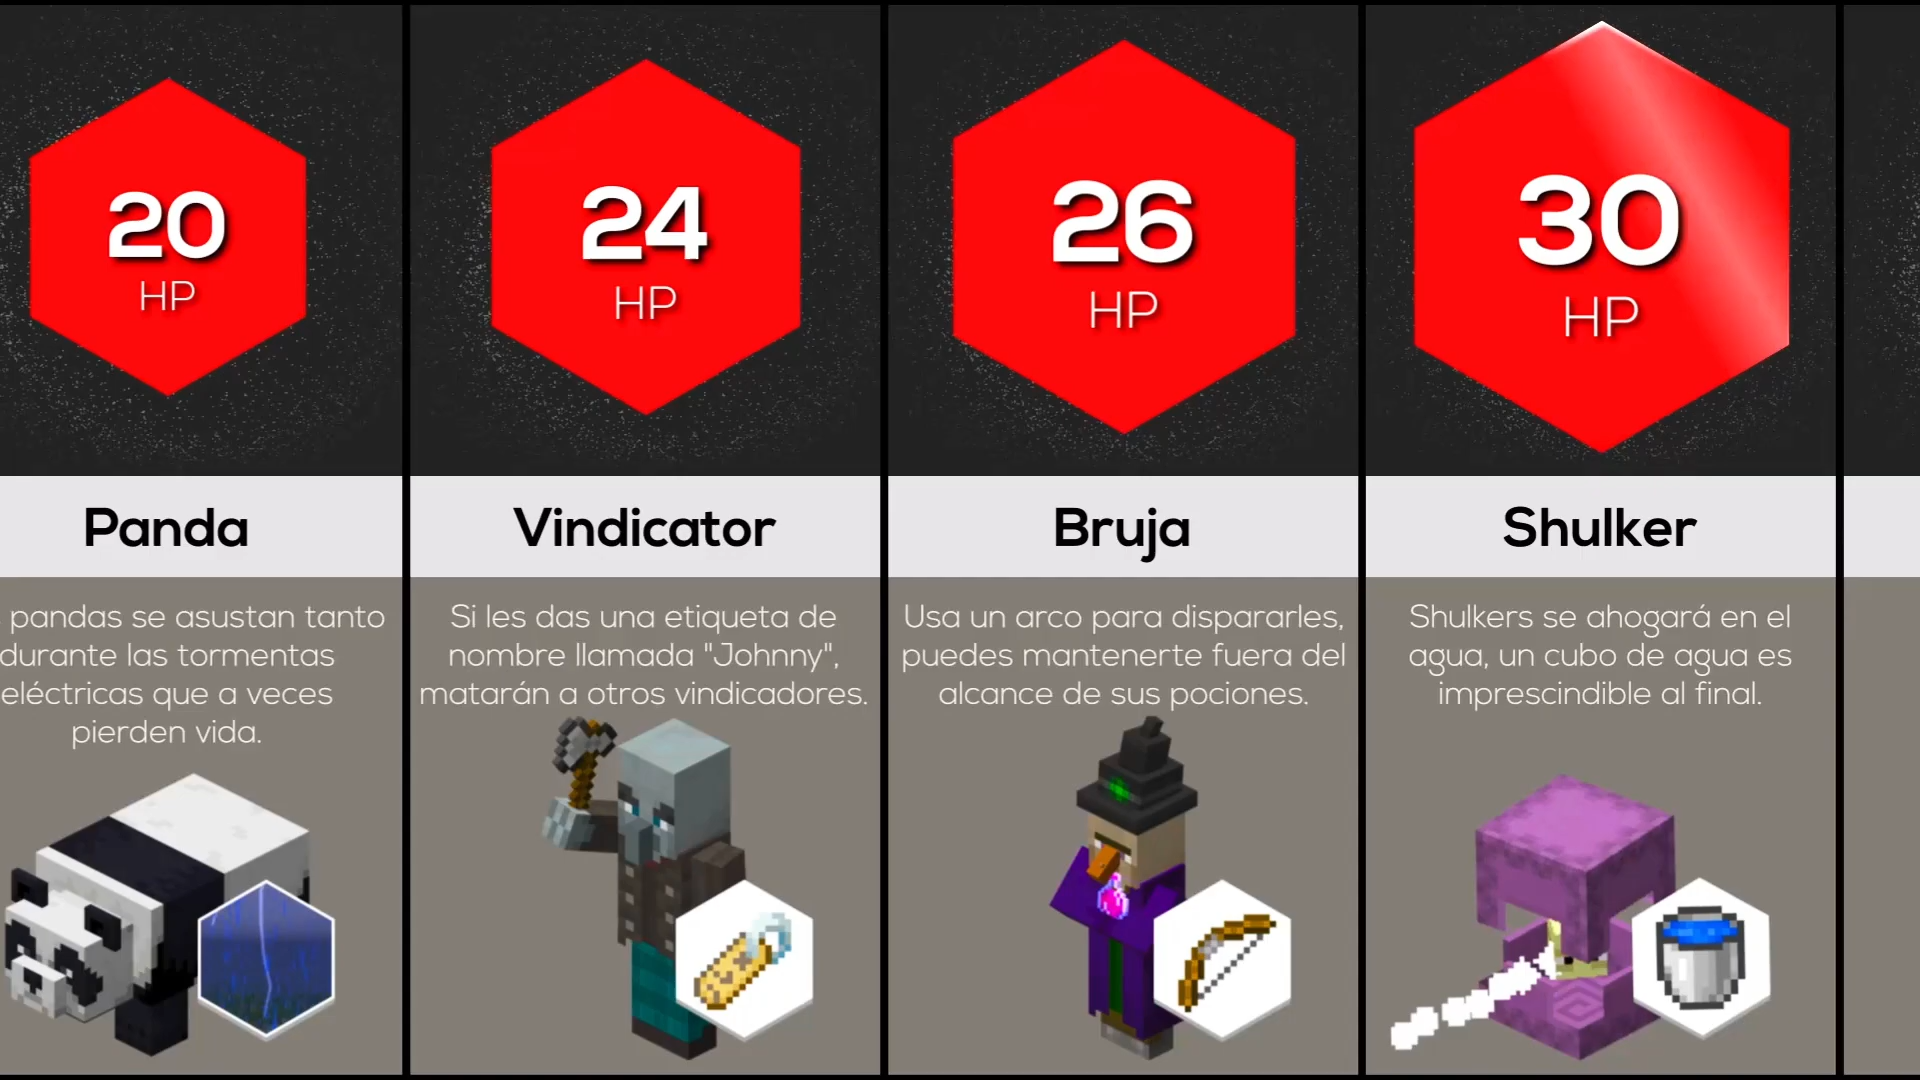 20
HP
Panda
pandas se asustan tanto
durante las tormentas
eléctricas que a veces
pierden vida.
24
HP
Vindicator
Si les das una etiqueta de
nombre llamada "Johnny",
matarán a otros vindicadores.
26
HP
Bruja
Usa un arco para dispararles,
puedes mantenerte fuera del
alcance de sus pociones.
30
HP
Shulker
Shulkers se ahogará en el
agua, un cubo de agua es
imprescindible al final.